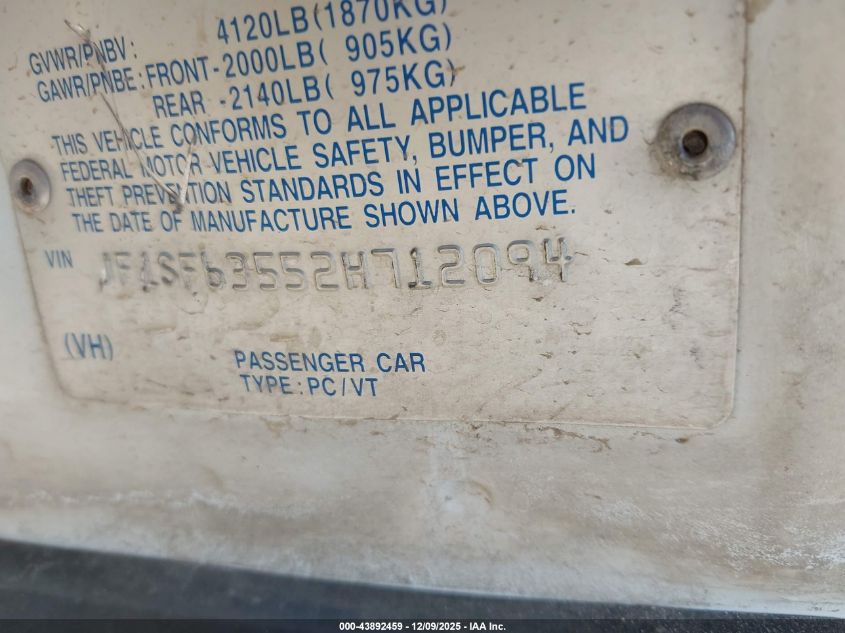 GVWR/PNBV: 4120LB(1870KG)
GAWR/PNBE: FRONT-2000LB( 905KG)
REAR -2140LB( 975KG)
THIS VEHICLE CONFORMS TO ALL APPLICABLE
FEDERAL MOTOR VEHICLE SAFETY, BUMPER, AND
THEFT PREVENTION STANDARDS IN EFFECT ON
THE DATE OF MANUFACTURE SHOWN ABOVE.
VIN JF1SF63552H712094
(VH)
PASSENGER CAR
TYPE: PC/VT
000-43892459 - 12/09/2025 - IAA Inc.